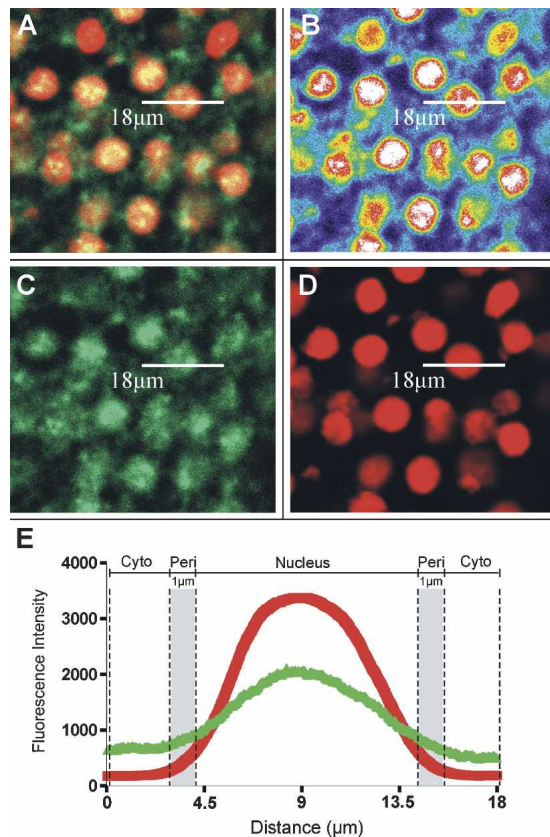 A
18μm
B
18μm
C
18μm
D
18μm
E
Cyto Peri Nucleus Peri Cyto
1μm 1μm
4000
3000
2000
1000
0
Fluorescence Intensity
0 4.5 9 13.5 18
Distance (μm)